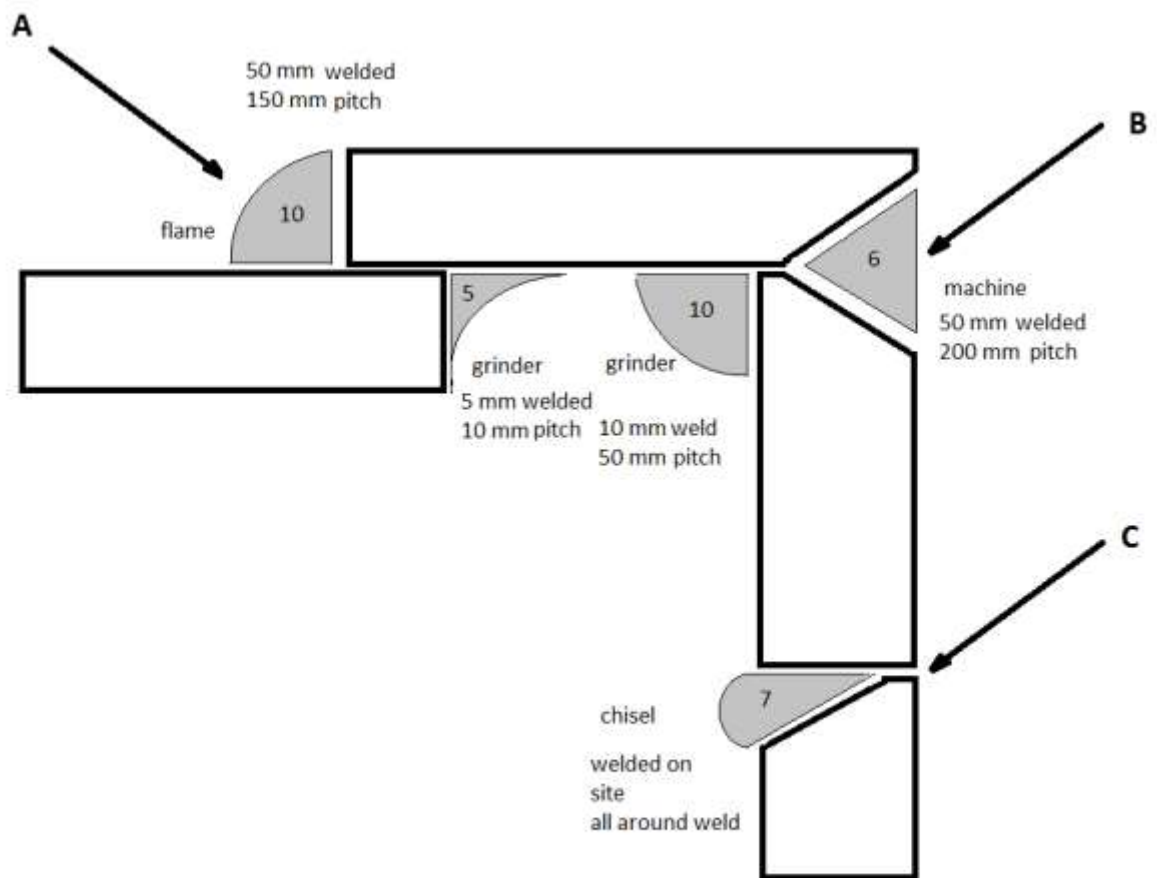 A
50 mm welded
150 mm pitch
B
10
flame
6
machine
50 mm welded
200 mm pitch
5
10
grinder
grinder
5 mm welded
10 mm pitch
10 mm weld
50 mm pitch
C
7
chisel
welded on
site
all around weld